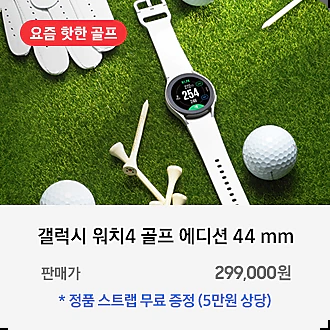 요즘 핫한 골프
254
갤럭시 워치4 골프 에디션 44 mm
판매가 299,000원
* 정품 스트랩 무료 증정 (5만원 상당)